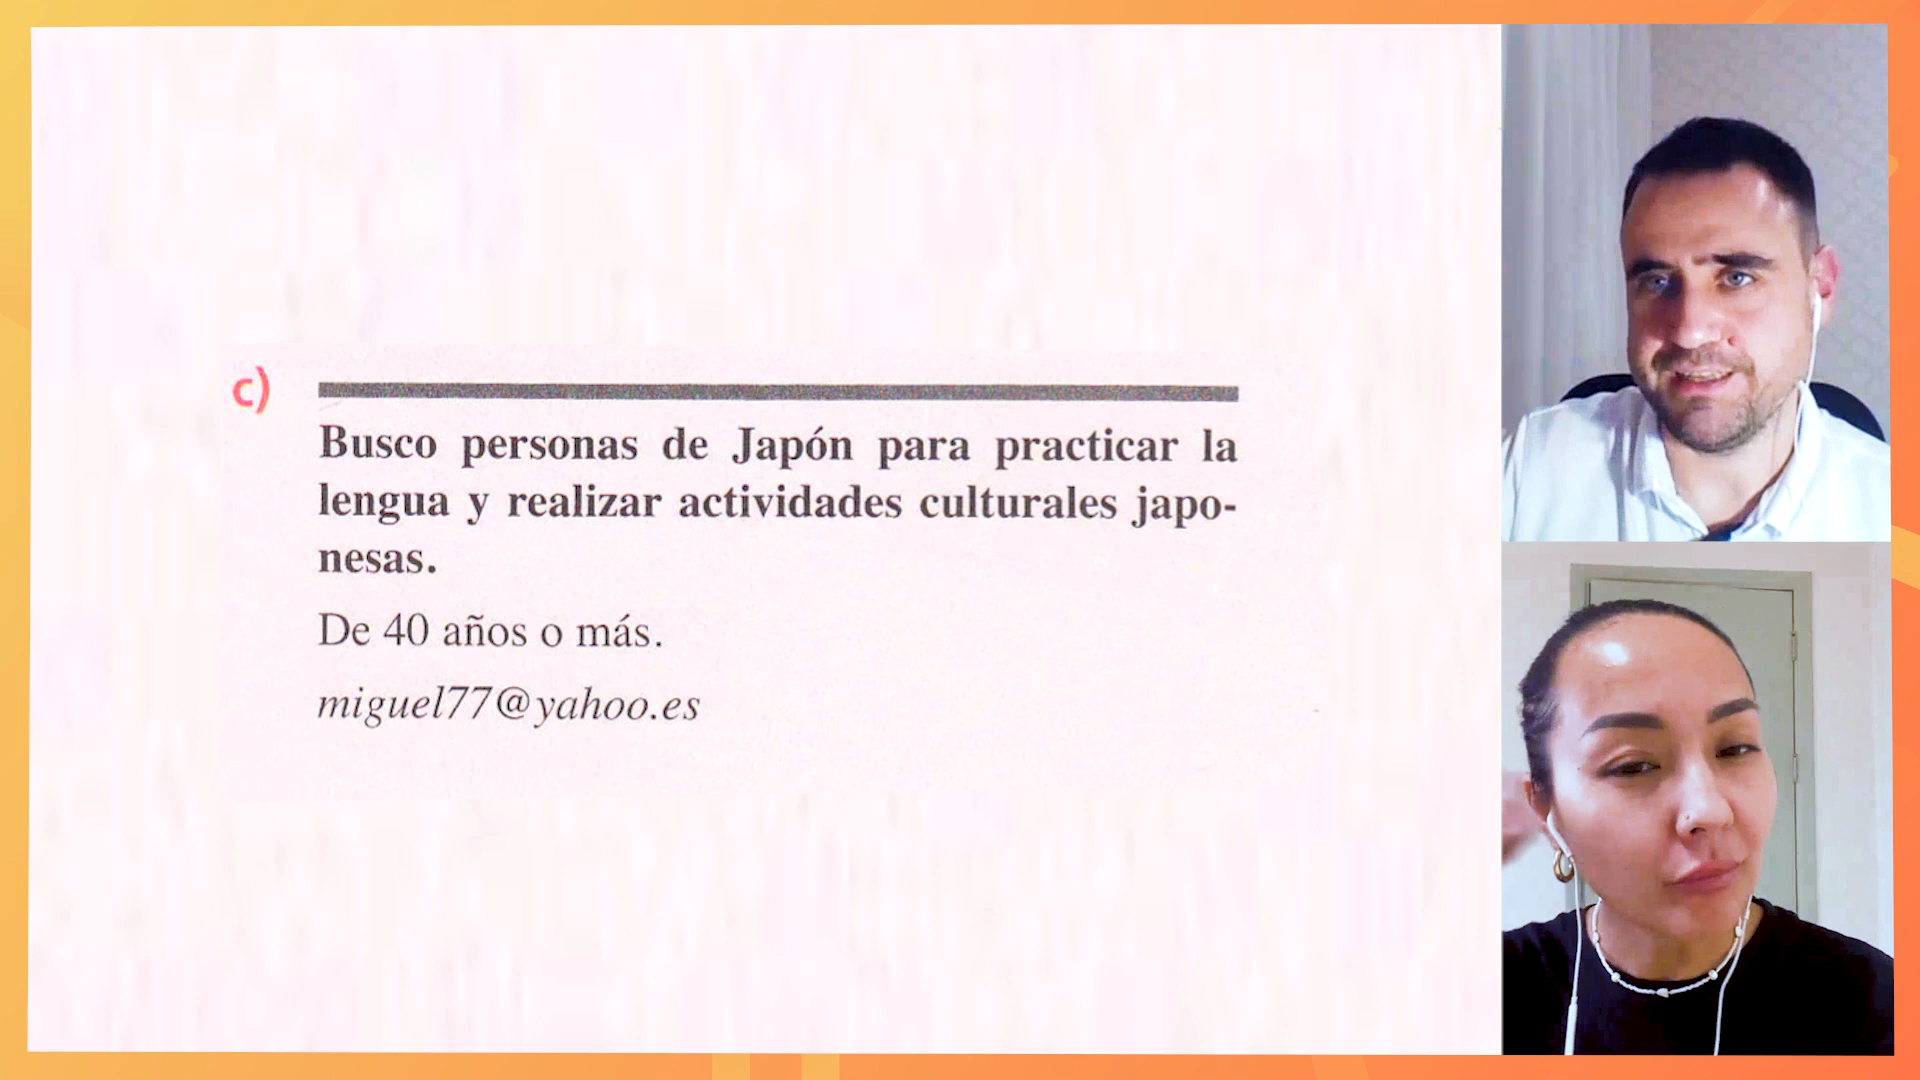 c)
Busco personas de Japón para practicar la
lengua y realizar actividades culturales japo-
nesas.
De 40 años o más.
miguel77@yahoo.es